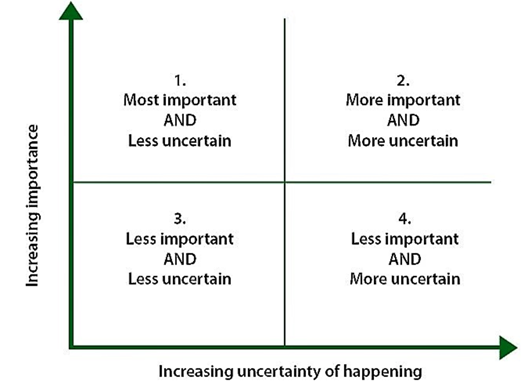 1.
Most important
AND
Less uncertain
2.
More important
AND
More uncertain
3.
Less important
AND
Less uncertain
4.
Less important
AND
More uncertain
Increasing importance
Increasing uncertainty of happening